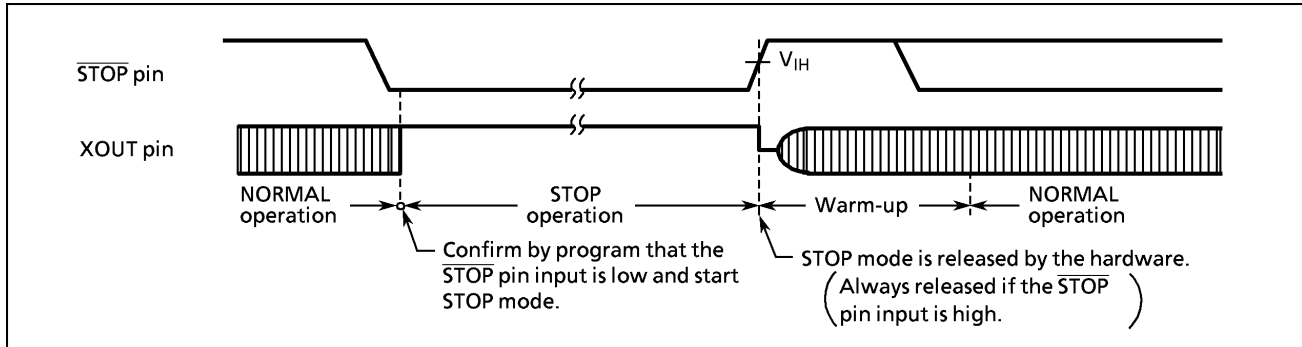 STOP pin
VIH
XOUT pin
NORMAL
operation
STOP
operation
Warm-up
NORMAL
operation
Confirm by program that the
STOP pin input is low and start
STOP mode.
STOP mode is released by the hardware.
(Always released if the STOP
pin input is high.)